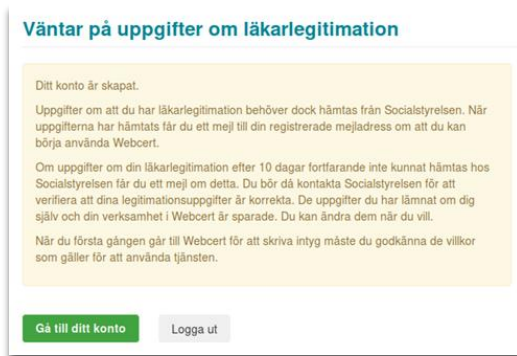 Väntar på uppgifter om läkarlegitimation
Ditt konto är skapat.
Uppgifter om att du har läkarlegitimation behöver dock hämtas från Socialstyrelsen. När
uppgifterna har hämtats får du ett mejl till din registrerade mejladress om att du kan
börja använda Webcert.
Om uppgifter om din läkarlegitimation efter 10 dagar fortfarande inte kunnat hämtas hos
Socialstyrelsen får du ett mejl om detta. Du bör då kontakta Socialstyrelsen för att
verifiera att dina legitimationsuppgifter är korrekta. De uppgifter du har lämnat om dig
själv och din verksamhet i Webcert är sparade. Du kan ändra dem när du vill.
När du första gången går till Webcert för att skriva intyg måste du godkänna de villkor
som gäller för att använda tjänsten.
Gå till ditt konto
Logga ut